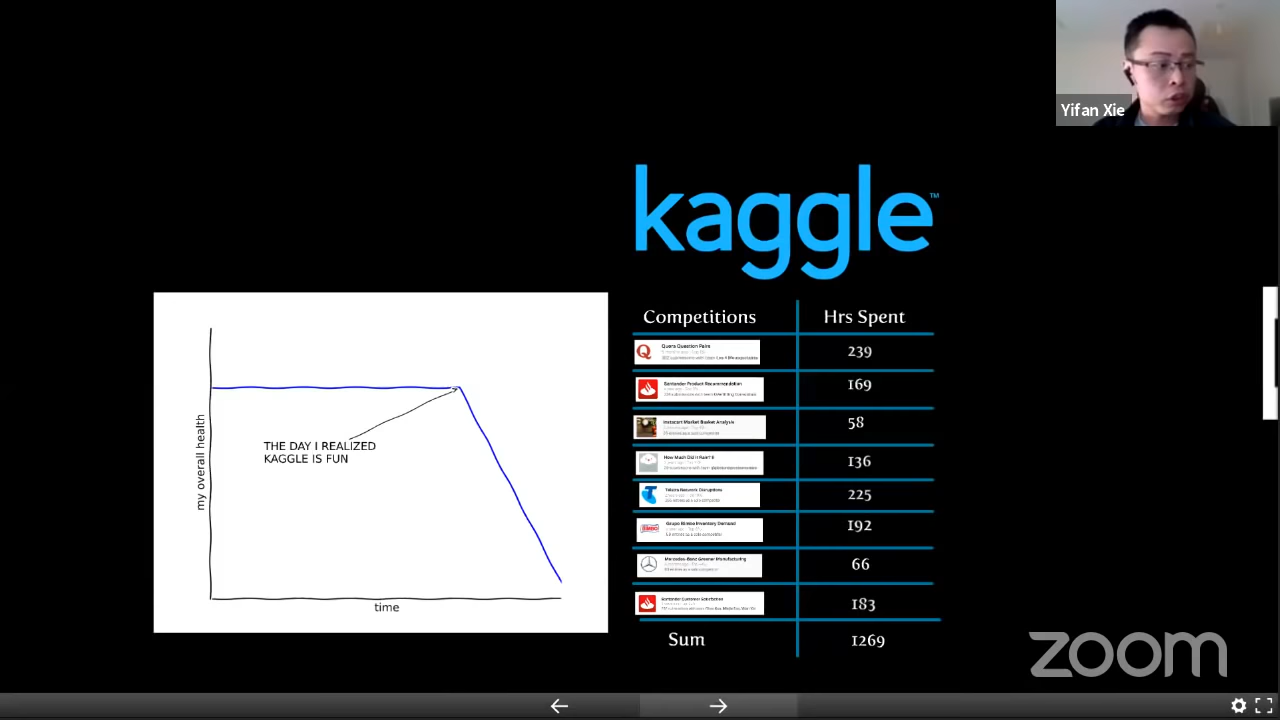 Yifan Xie
kaggle™
Competitions
Hrs Spent
my overall health
THE DAY I REALIZED
KAGGLE IS FUN
time
Quora Question Pairs
239
Santander Product Recommendation
169
Instacart Market Basket Analysis
58
How Much Did It Rain? II
136
Telstra Network Disruptions
225
Grupo Bimbo Inventory Demand
192
Mercedes-Benz Greener Manufacturing
66
Santander Customer Satisfaction
183
Sum
1269
zoom